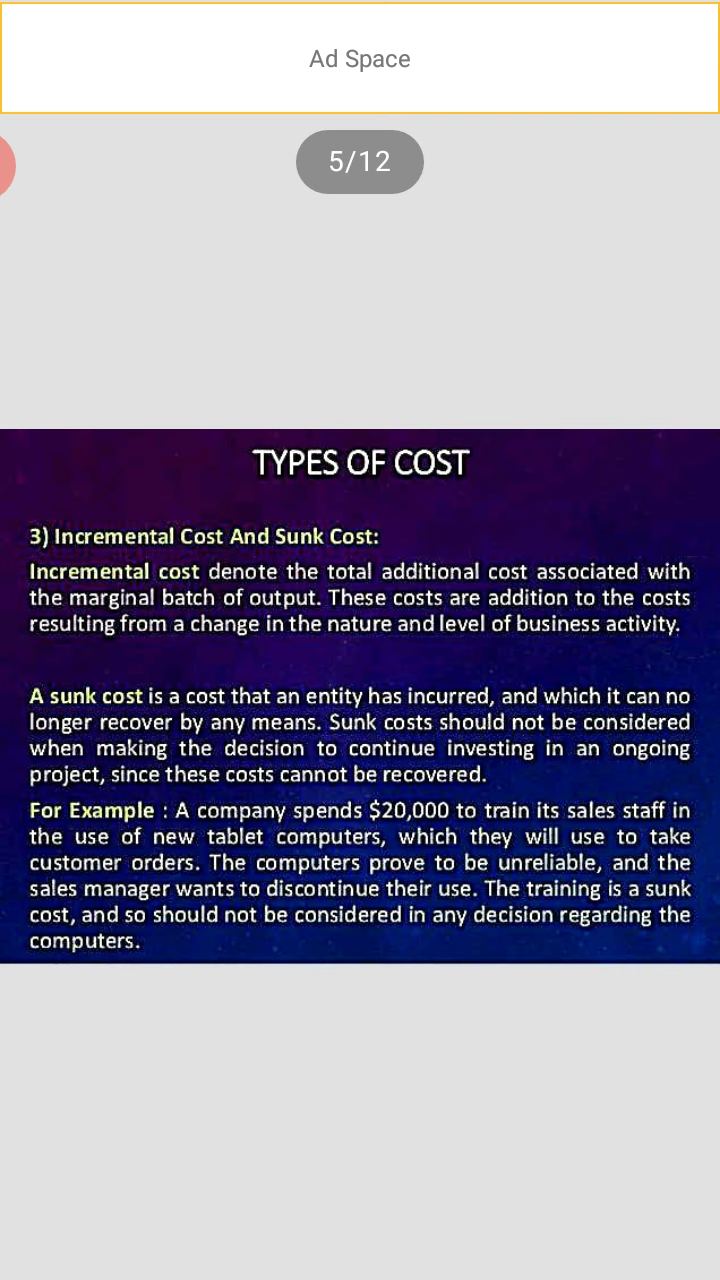 Ad Space
5/12
TYPES OF COST
3) Incremental Cost And Sunk Cost:
Incremental cost denote the total additional cost associated with
the marginal batch of output. These costs are addition to the costs
resulting from a change in the nature and level of business activity.
A sunk cost is a cost that an entity has incurred, and which it can no
longer recover by any means. Sunk costs should not be considered
when making the decision to continue investing in an ongoing
project, since these costs cannot be recovered.
For Example : A company spends $20,000 to train its sales staff in
the use of new tablet computers, which they will use to take
customer orders. The computers prove to be unreliable, and the
sales manager wants to discontinue their use. The training is a sunk
cost, and so should not be considered in any decision regarding the
computers.